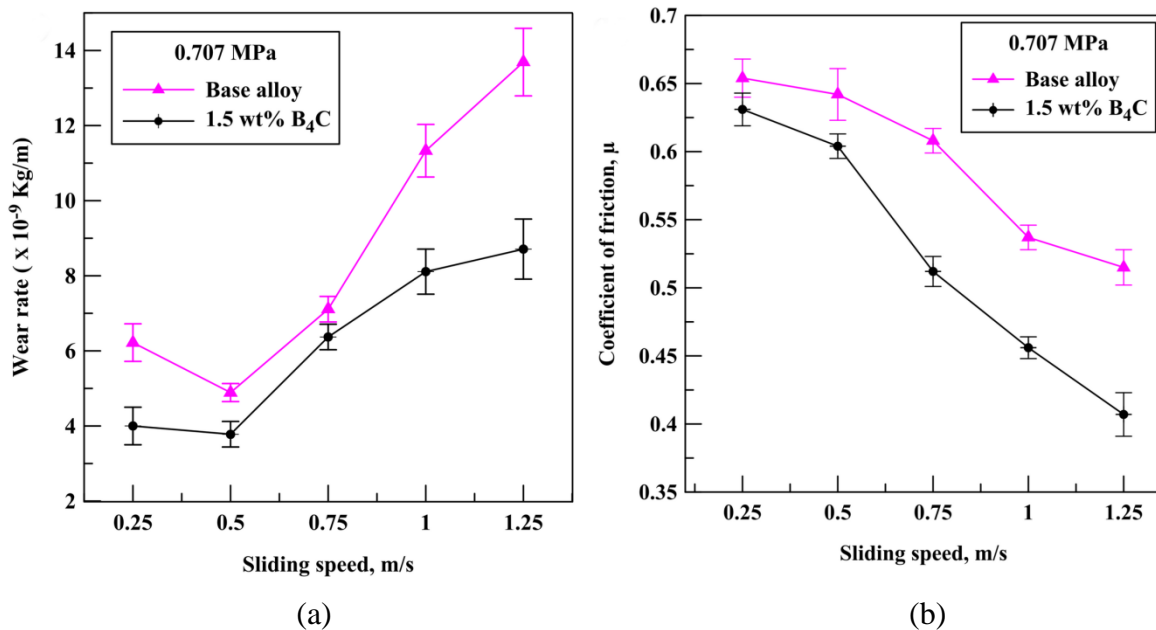 0.707 MPa
Base alloy
1.5 wt% B₄C
Wear rate ( x 10⁻⁹ Kg/m)
14
12
10
8
6
4
2
0.25 0.5 0.75 1 1.25
Sliding speed, m/s
(a)
0.707 MPa
Base alloy
1.5 wt% B₄C
Coefficient of friction, μ
0.7
0.65
0.6
0.55
0.5
0.45
0.4
0.35
0.25 0.5 0.75 1 1.25
Sliding speed, m/s
(b)